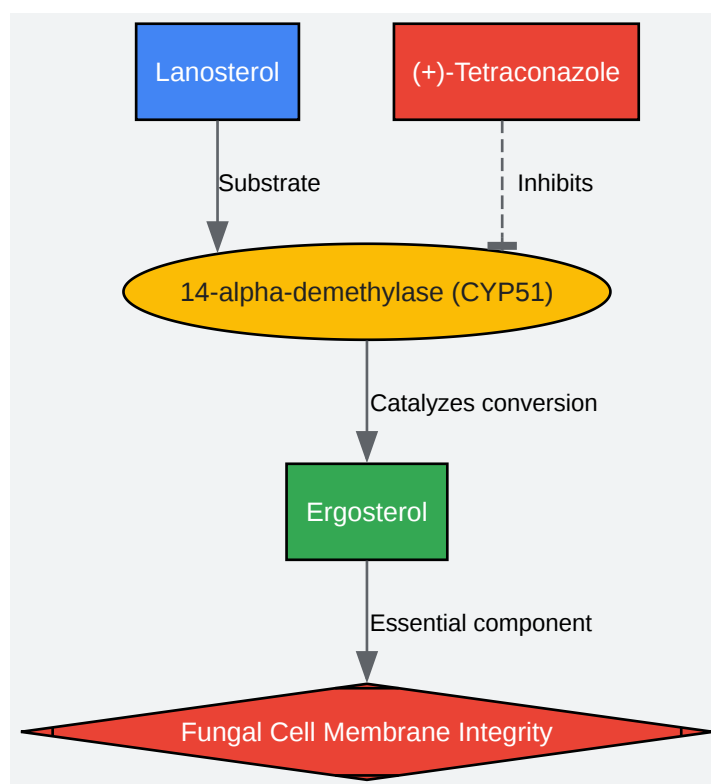 Lanosterol
(+)-Tetraconazole
Substrate
Inhibits
14-alpha-demethylase (CYP51)
Catalyzes conversion
Ergosterol
Essential component
Fungal Cell Membrane Integrity